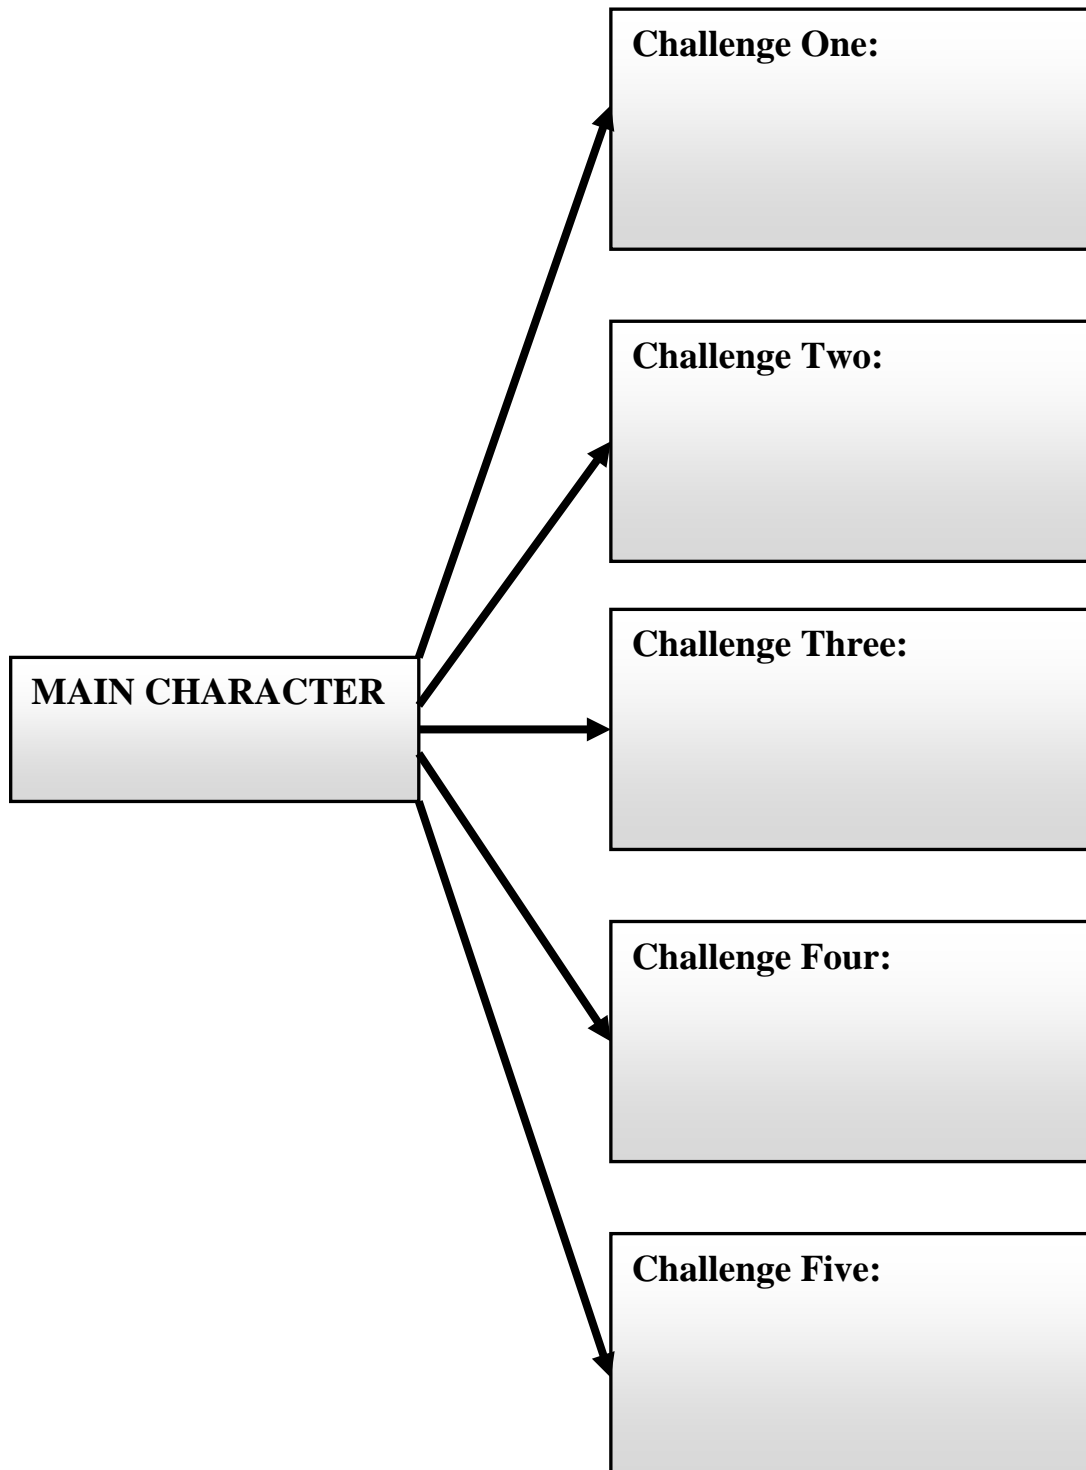 Challenge One:
Challenge Two:
Challenge Three:
MAIN CHARACTER
Challenge Four:
Challenge Five: